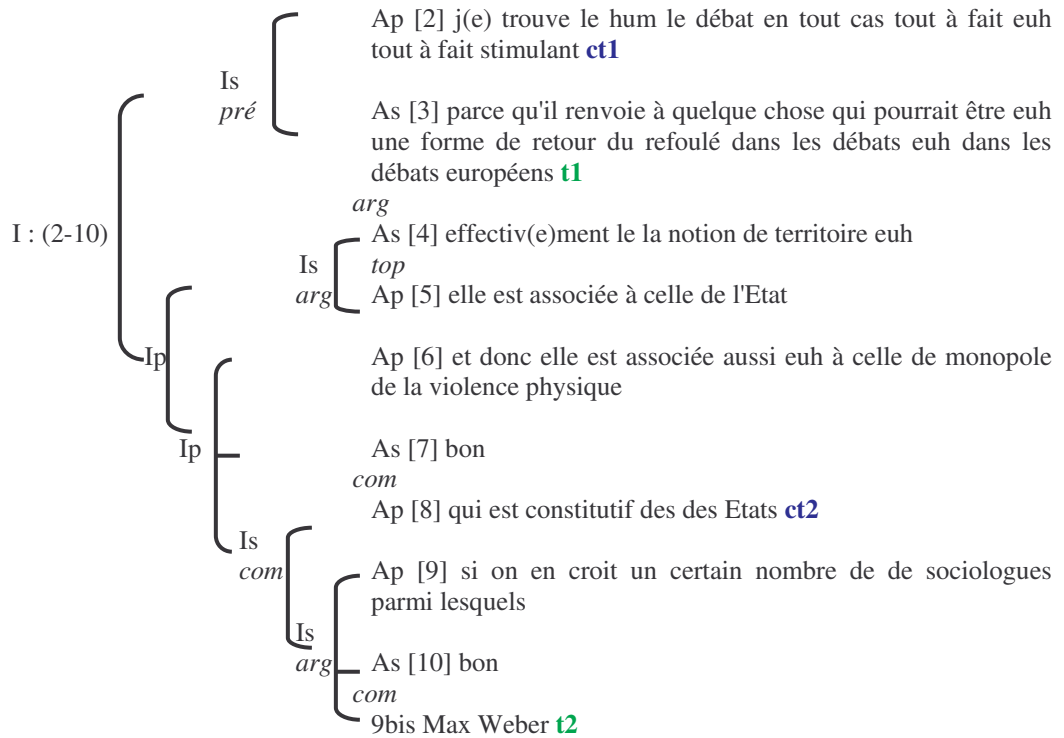 Ap [2] j(e) trouve le hum le débat en tout cas tout à fait euh
tout à fait stimulant ct1
Is
pré
As [3] parce qu'il renvoie à quelque chose qui pourrait être euh
une forme de retour du refoulé dans les débats euh dans les
débats européens t1
arg
I : (2-10)
As [4] effectiv(e)ment le la notion de territoire euh
Is
top
arg
Ap [5] elle est associée à celle de l'Etat
Ip
Ap [6] et donc elle est associée aussi euh à celle de monopole
de la violence physique
Ip
As [7] bon
com
Ap [8] qui est constitutif des des Etats ct2
Is
com
Ap [9] si on en croit un certain nombre de de sociologues
parmi lesquels
Is
arg
As [10] bon
com
9bis Max Weber t2